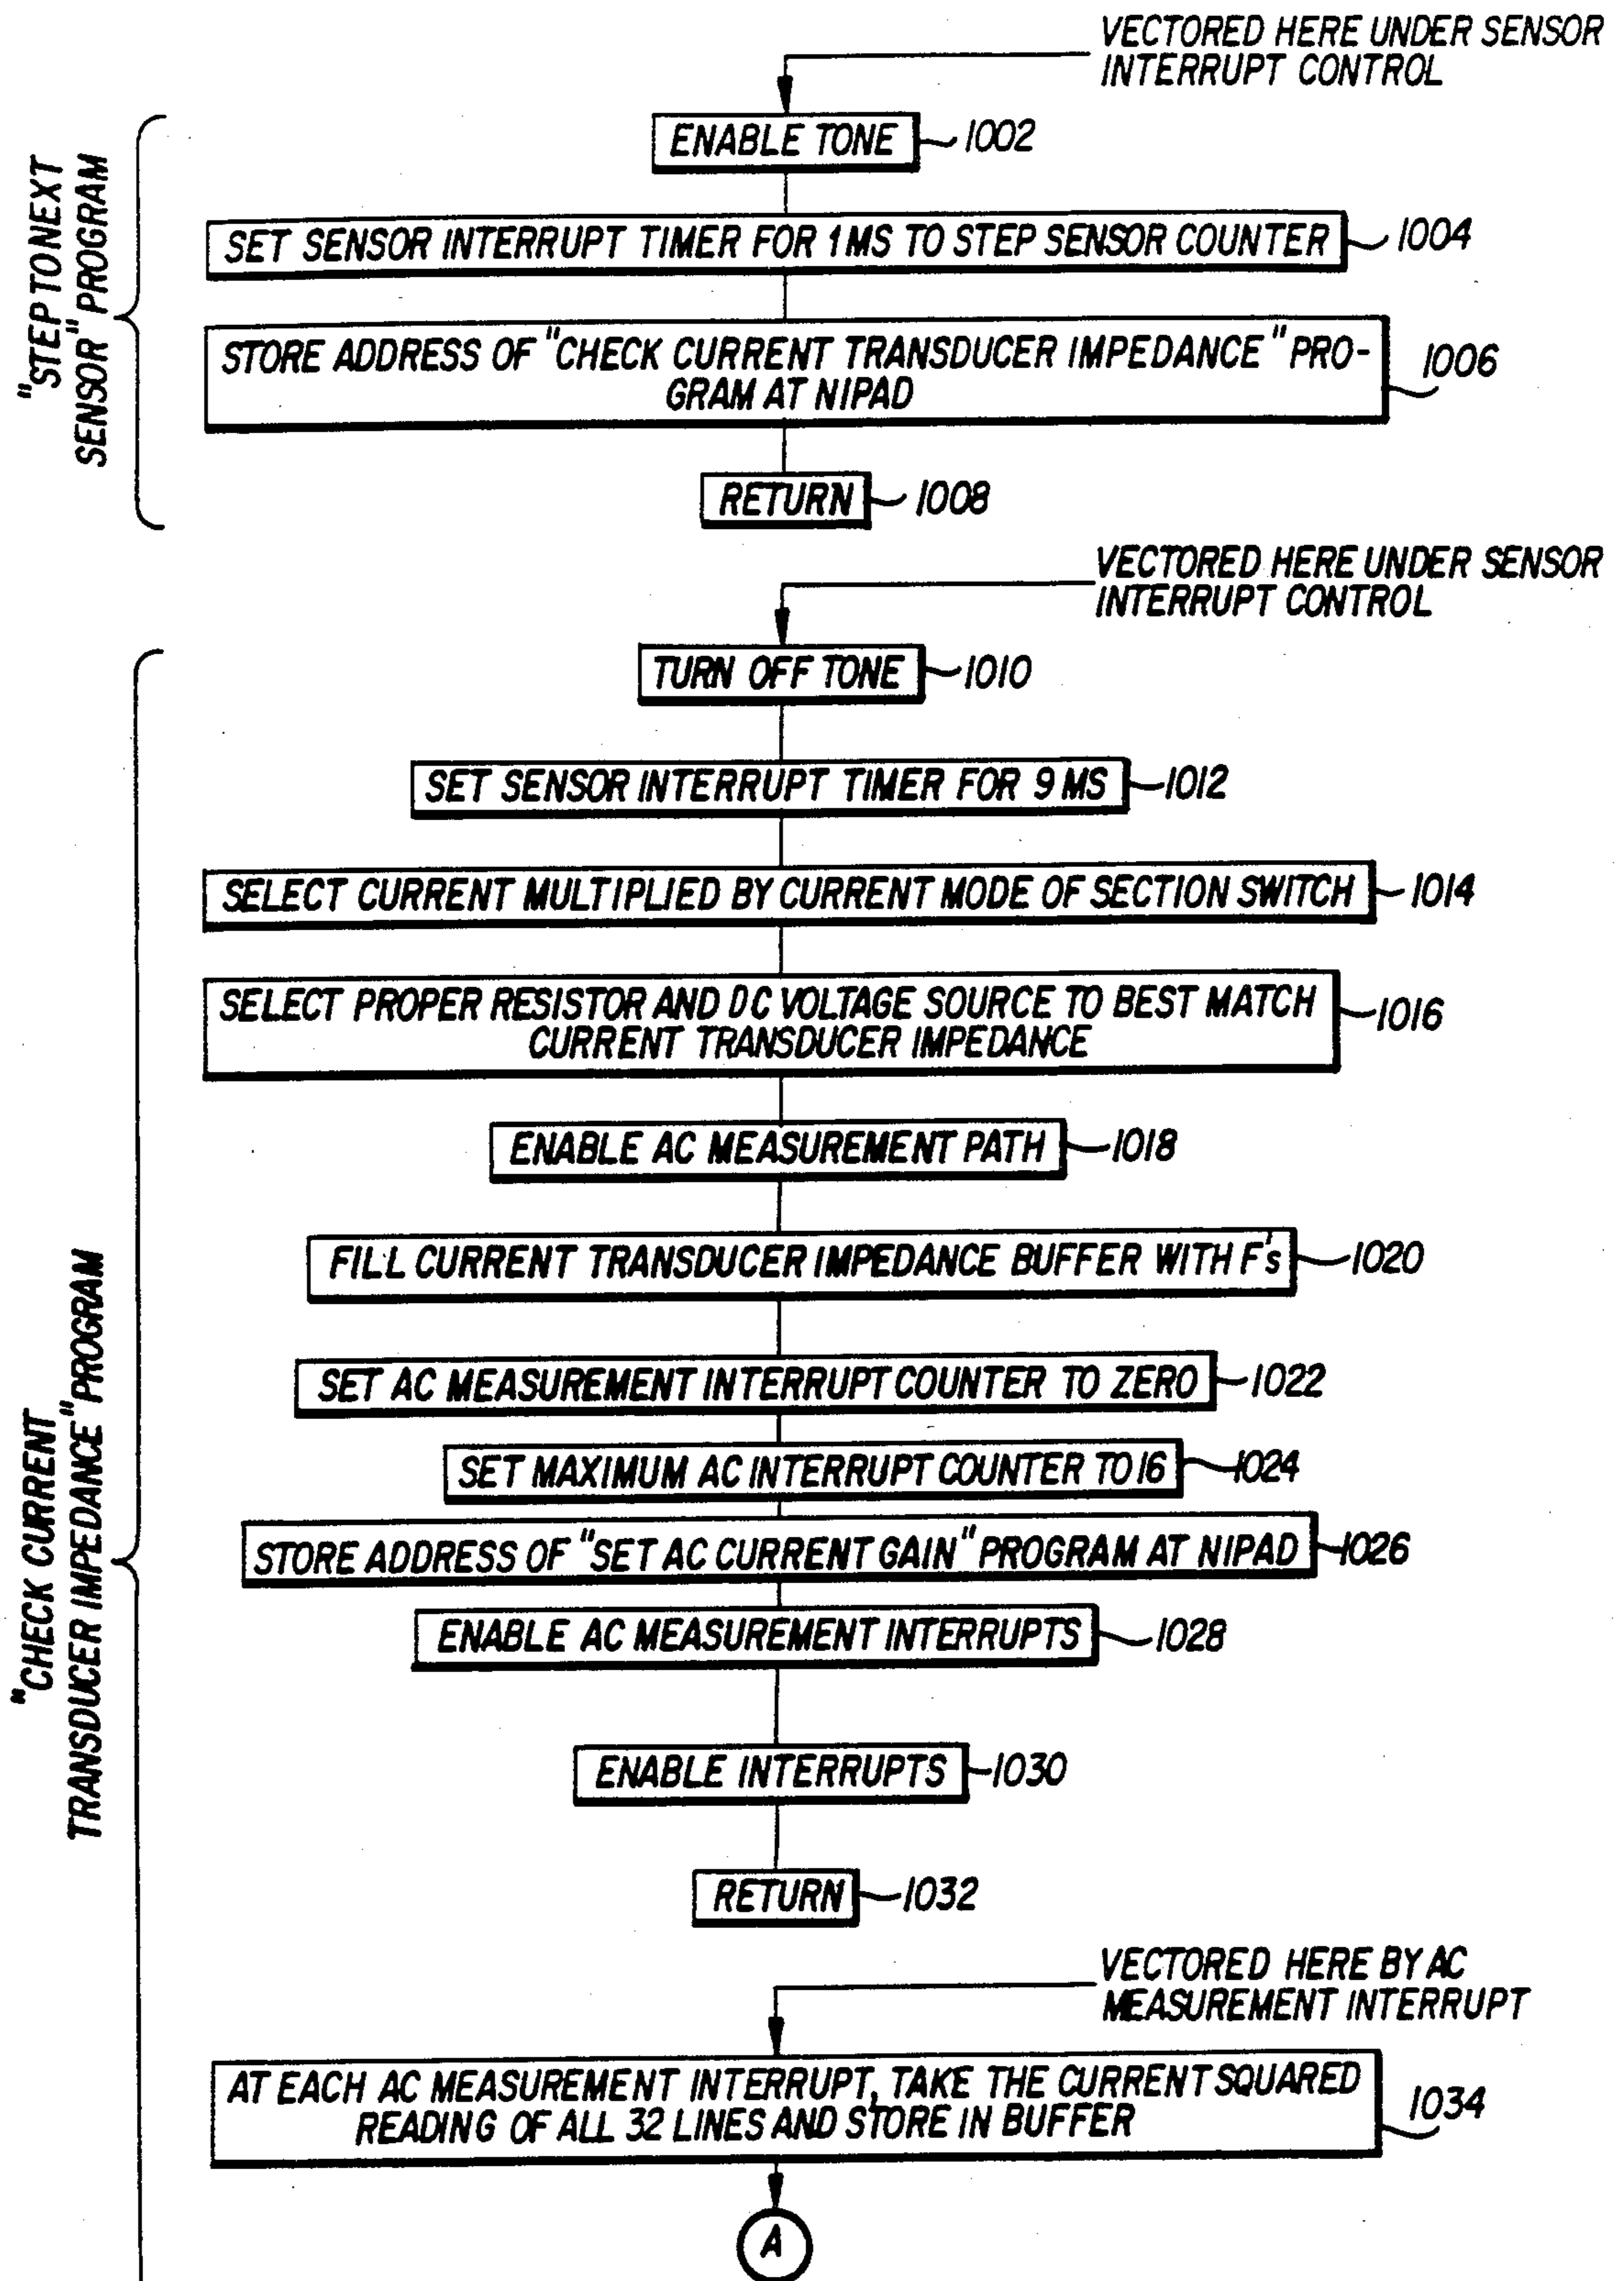 VECTORED HERE UNDER SENSOR
INTERRUPT CONTROL
"STEP TO NEXT
SENSOR" PROGRAM
ENABLE TONE
1002
SET SENSOR INTERRUPT TIMER FOR 1 MS TO STEP SENSOR COUNTER
1004
STORE ADDRESS OF "CHECK CURRENT TRANSDUCER IMPEDANCE" PRO-
GRAM AT NIPAD
1006
RETURN
1008
VECTORED HERE UNDER SENSOR
INTERRUPT CONTROL
"CHECK CURRENT
TRANSDUCER IMPEDANCE" PROGRAM
TURN OFF TONE
1010
SET SENSOR INTERRUPT TIMER FOR 9 MS
1012
SELECT CURRENT MULTIPLIED BY CURRENT MODE OF SECTION SWITCH
1014
SELECT PROPER RESISTOR AND DC VOLTAGE SOURCE TO BEST MATCH
CURRENT TRANSDUCER IMPEDANCE
1016
ENABLE AC MEASUREMENT PATH
1018
FILL CURRENT TRANSDUCER IMPEDANCE BUFFER WITH F's
1020
SET AC MEASUREMENT INTERRUPT COUNTER TO ZERO
1022
SET MAXIMUM AC INTERRUPT COUNTER TO 16
1024
STORE ADDRESS OF "SET AC CURRENT GAIN" PROGRAM AT NIPAD
1026
ENABLE AC MEASUREMENT INTERRUPTS
1028
ENABLE INTERRUPTS
1030
RETURN
1032
VECTORED HERE BY AC
MEASUREMENT INTERRUPT
AT EACH AC MEASUREMENT INTERRUPT, TAKE THE CURRENT SQUARED
READING OF ALL 32 LINES AND STORE IN BUFFER
1034
A